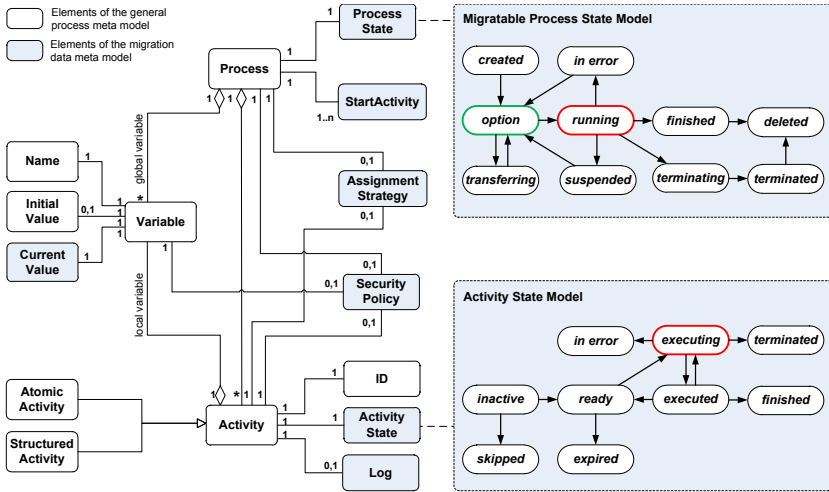 Elements of the general
process meta model
Elements of the migration
data meta model
Process
State
1
1
Process
1
1
1
1
1
1
StartActivity
1..n
global variable
Name
1
Initial
Value
0,1
Current
Value
1
1
1
1
*
Variable
1
local variable
0,1
Assignment
Strategy
0,1
0,1
0,1
Security
Policy
0,1
Atomic
Activity
Structured
Activity
1
*
1
1
1
Activity
1
1
1
1
ID
1
Activity
State
0,1
Log
Migratable Process State Model
created
in error
option
running
finished
deleted
transferring
suspended
terminating
terminated
Activity State Model
in error
executing
terminated
inactive
ready
executed
finished
skipped
expired